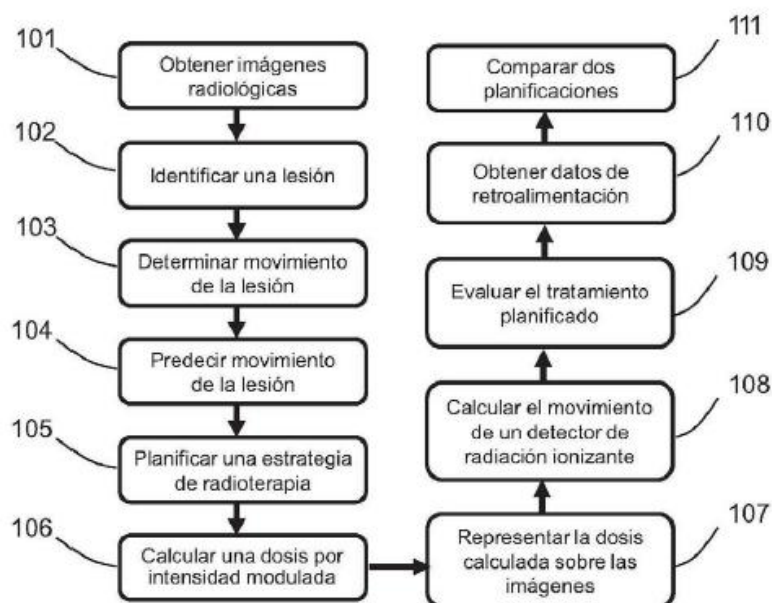 101
Obtener imágenes
radiológicas
102
Identificar una lesión
103
Determinar movimiento
de la lesión
104
Predecir movimiento
de la lesión
105
Planificar una estrategia
de radioterapia
106
Calcular una dosis por
intensidad modulada
107
Representar la dosis
calculada sobre las
imágenes
108
Calcular el movimiento
de un detector de
radiación ionizante
109
Evaluar el tratamiento
planificado
110
Obtener datos de
retroalimentación
111
Comparar dos
planificaciones